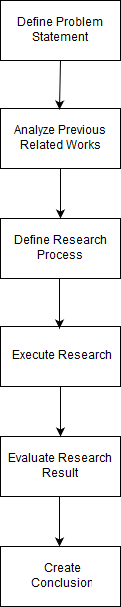 Define Problem
Statement
Analyze Previous
Related Works
Define Research
Process
Execute Research
Evaluate Research
Result
Create
Conclusion